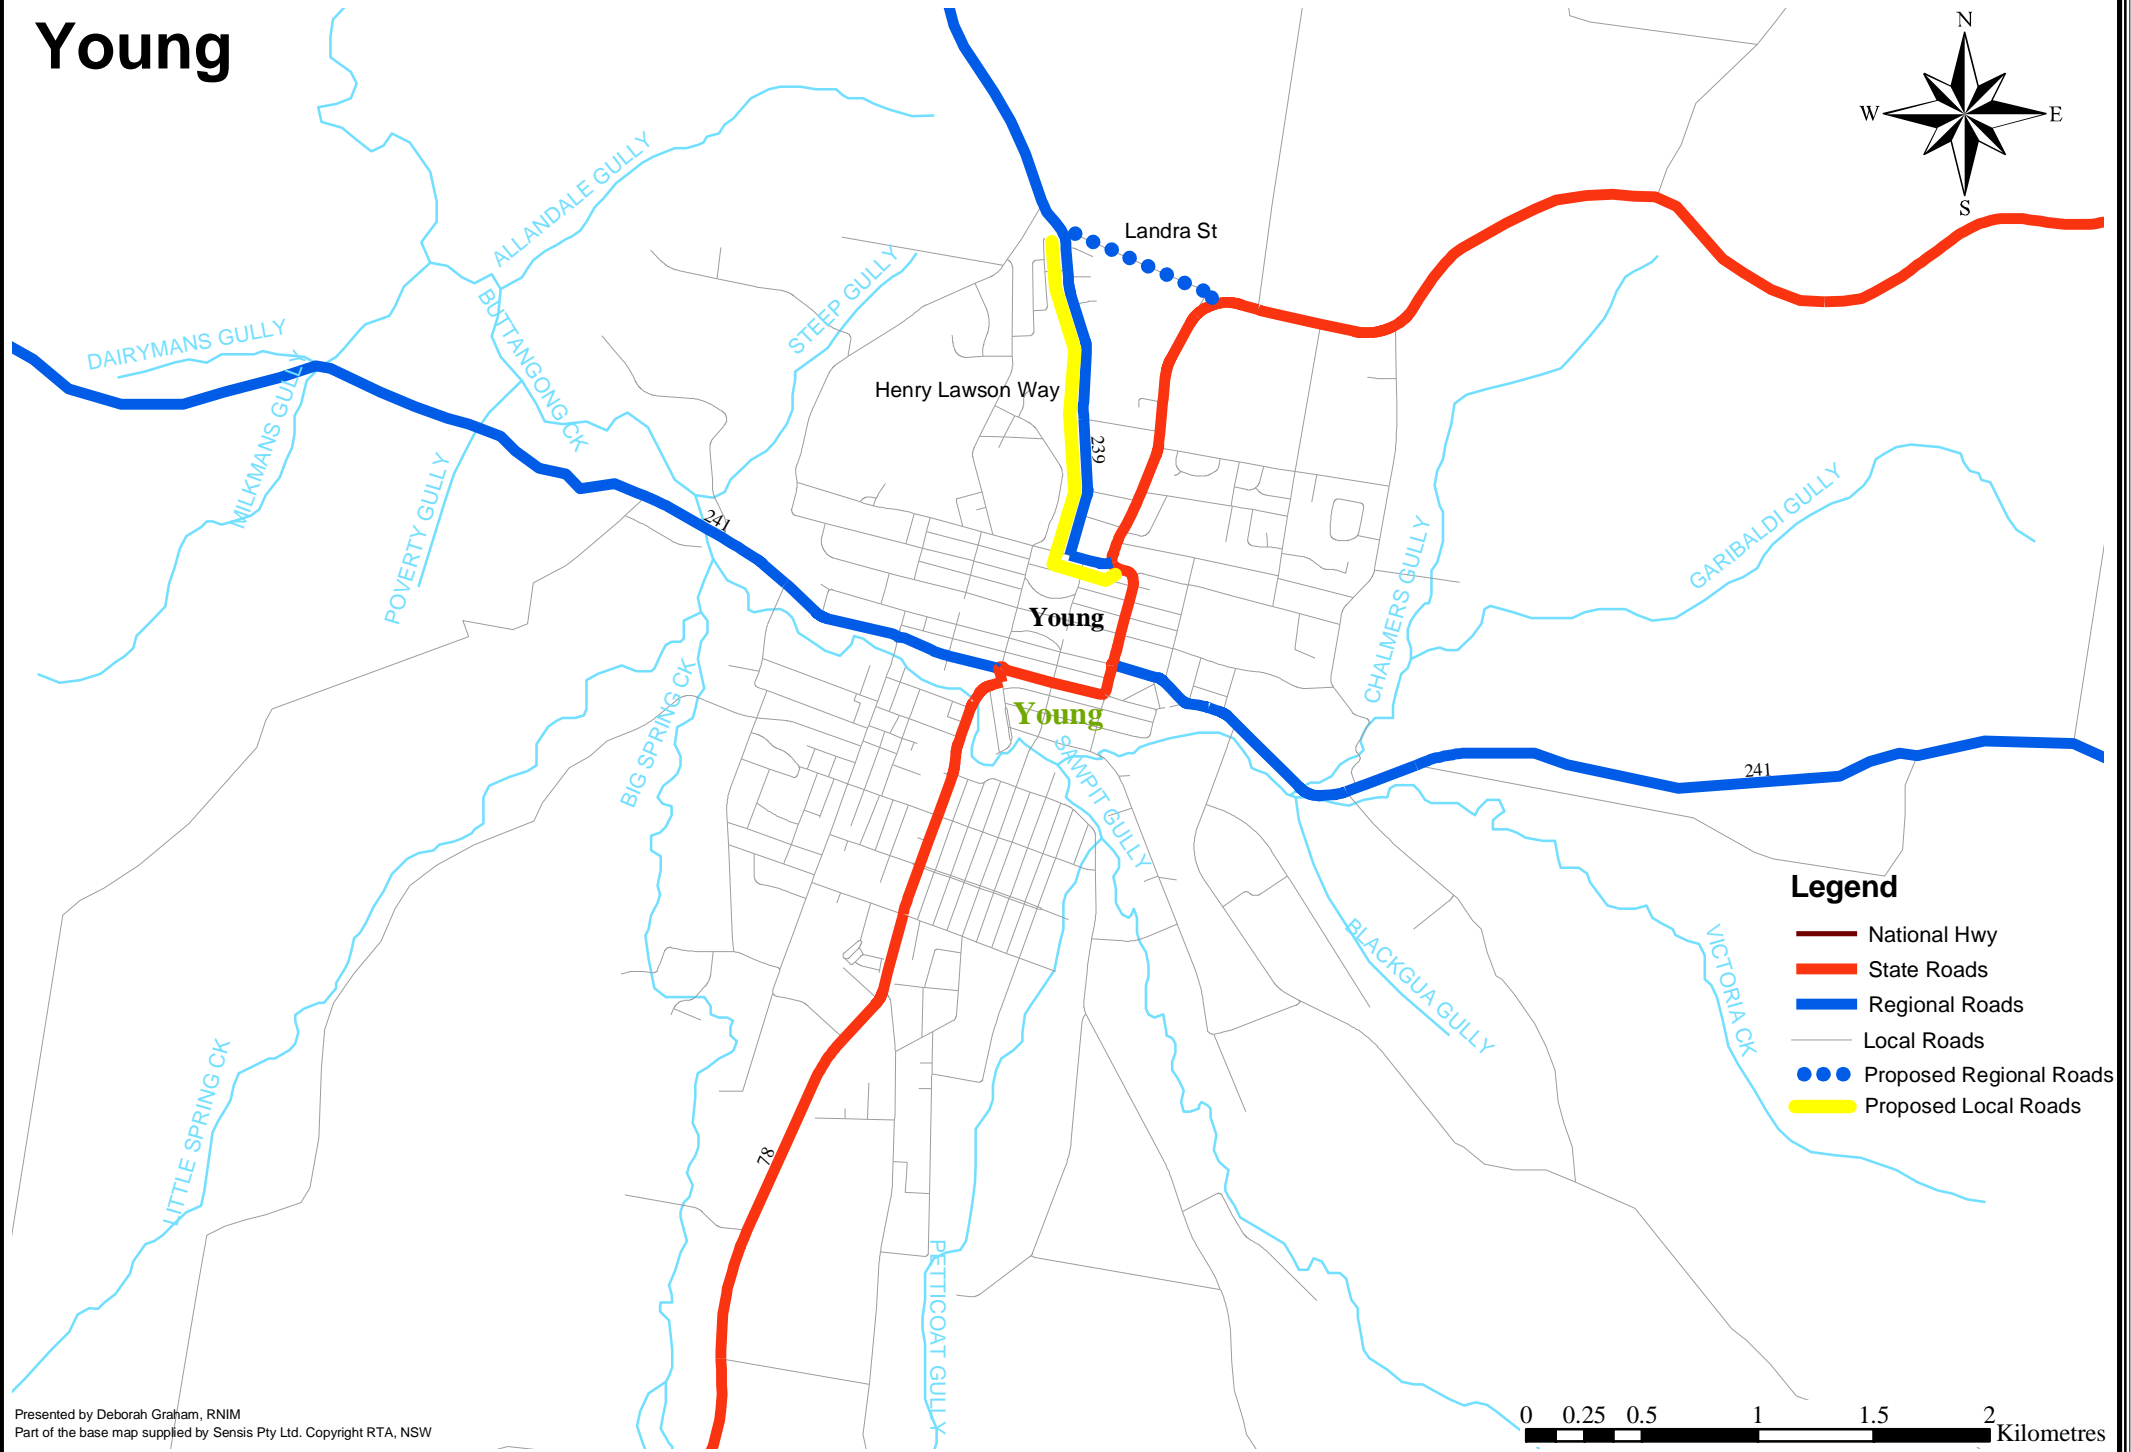 Young
N
W
E
S
ALLANDALE GULLY
Landra St
STEEP GULLY
BUTTANGONG CK
DAIRYMANS GULLY
MILKMANS GULLY
Henry Lawson Way
239
POVERTY GULLY
241
GARIBALDI GULLY
CHALMERS GULLY
Young
Young
BIG SPRING CK
SAWPIT GULLY
241
Legend
National Hwy
State Roads
Regional Roads
Local Roads
Proposed Regional Roads
Proposed Local Roads
BLACKGUA GULLY
VICTORIA CK
LITTLE SPRING CK
78
PETTICOAT GULLY
Presented by Deborah Graham, RNIM
Part of the base map supplied by Sensis Pty Ltd. Copyright RTA, NSW
0 0.25 0.5 1 1.5 2
Kilometres